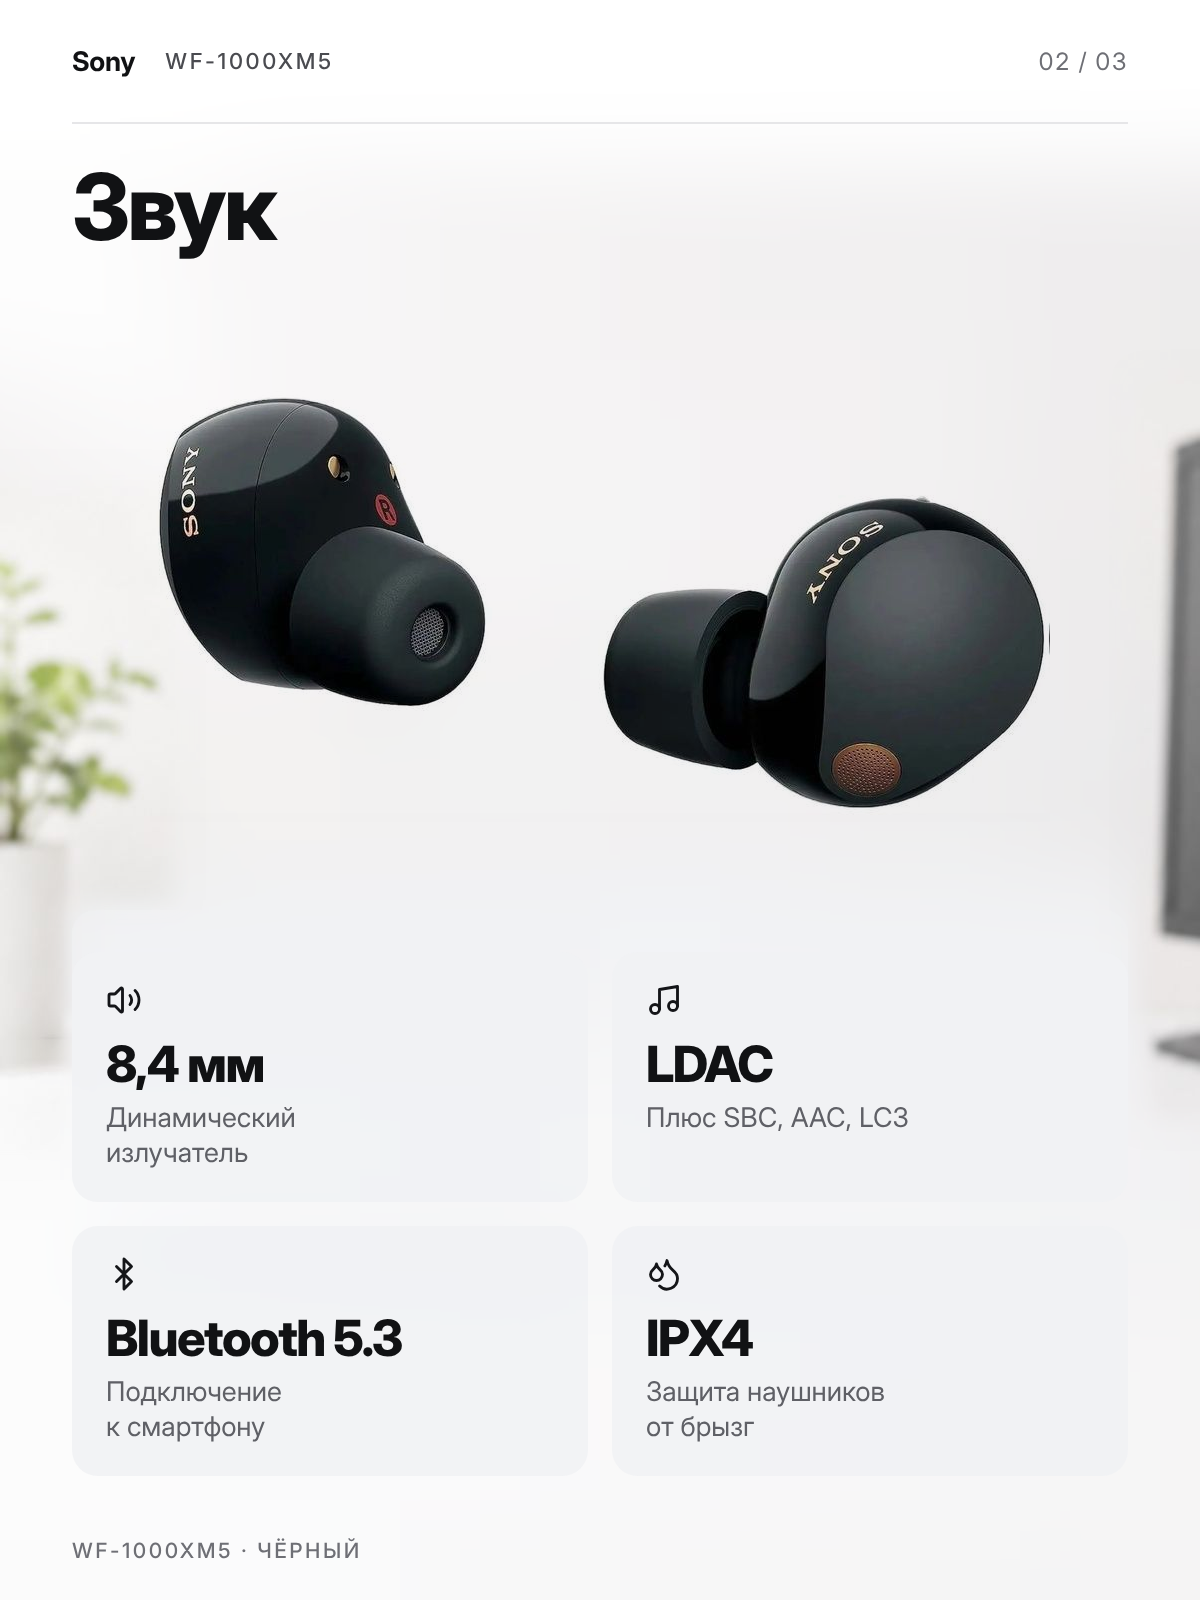 Sony WF-1000XM5 02 / 03
Звук
SONY
R
SONY
8,4 мм
Динамический
излучатель
LDAC
Плюс SBC, AAC, LC3
Bluetooth 5.3
Подключение
к смартфону
IPX4
Защита наушников
от брызг
WF-1000XM5 · ЧЁРНЫЙ